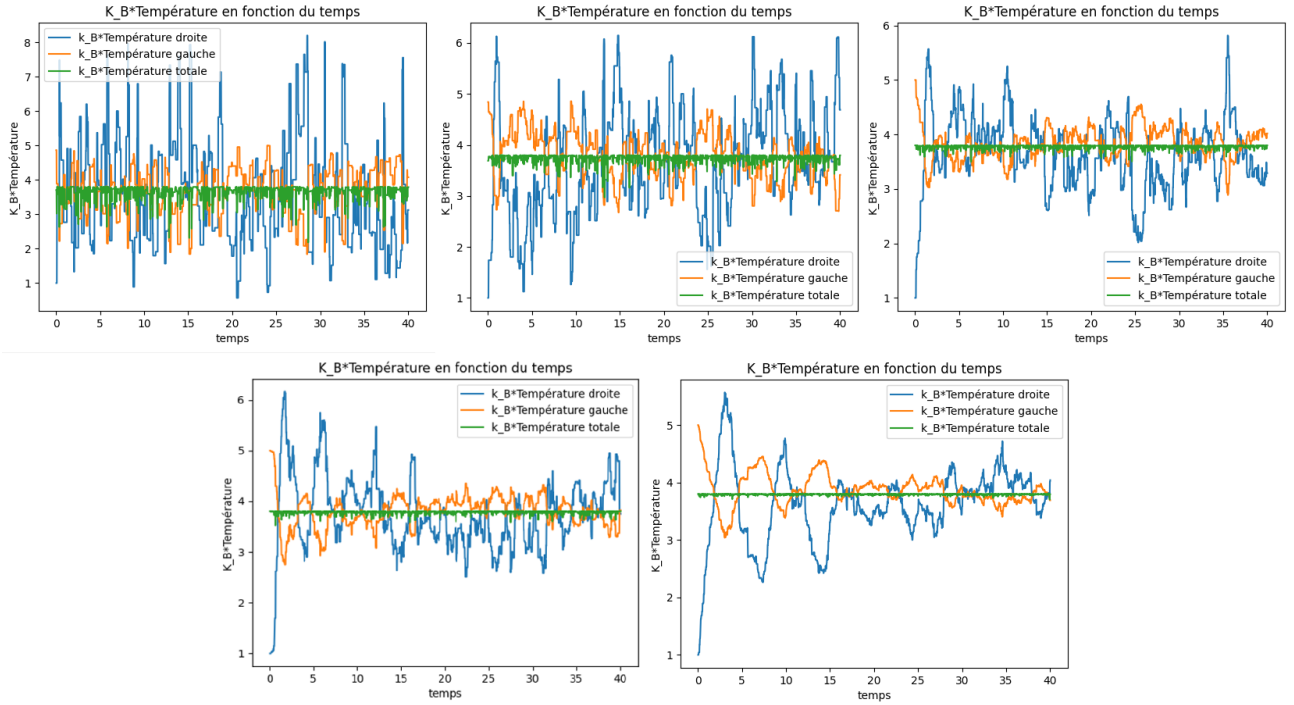 K_B*Température en fonction du temps
8
7
6
5
4
3
2
1
K_B*Température
k_B*Température droite
k_B*Température gauche
k_B*Température totale
0 5 10 15 20 25 30 35 40
temps
K_B*Température en fonction du temps
6
5
4
3
2
1
K_B*Température
k_B*Température droite
k_B*Température gauche
k_B*Température totale
0 5 10 15 20 25 30 35 40
temps
K_B*Température en fonction du temps
6
5
4
3
2
1
K_B*Température
k_B*Température droite
k_B*Température gauche
k_B*Température totale
0 5 10 15 20 25 30 35 40
temps
K_B*Température en fonction du temps
6
5
4
3
2
1
K_B*Température
k_B*Température droite
k_B*Température gauche
k_B*Température totale
0 5 10 15 20 25 30 35 40
temps
K_B*Température en fonction du temps
5
4
3
2
1
K_B*Température
k_B*Température droite
k_B*Température gauche
k_B*Température totale
0 5 10 15 20 25 30 35 40
temps